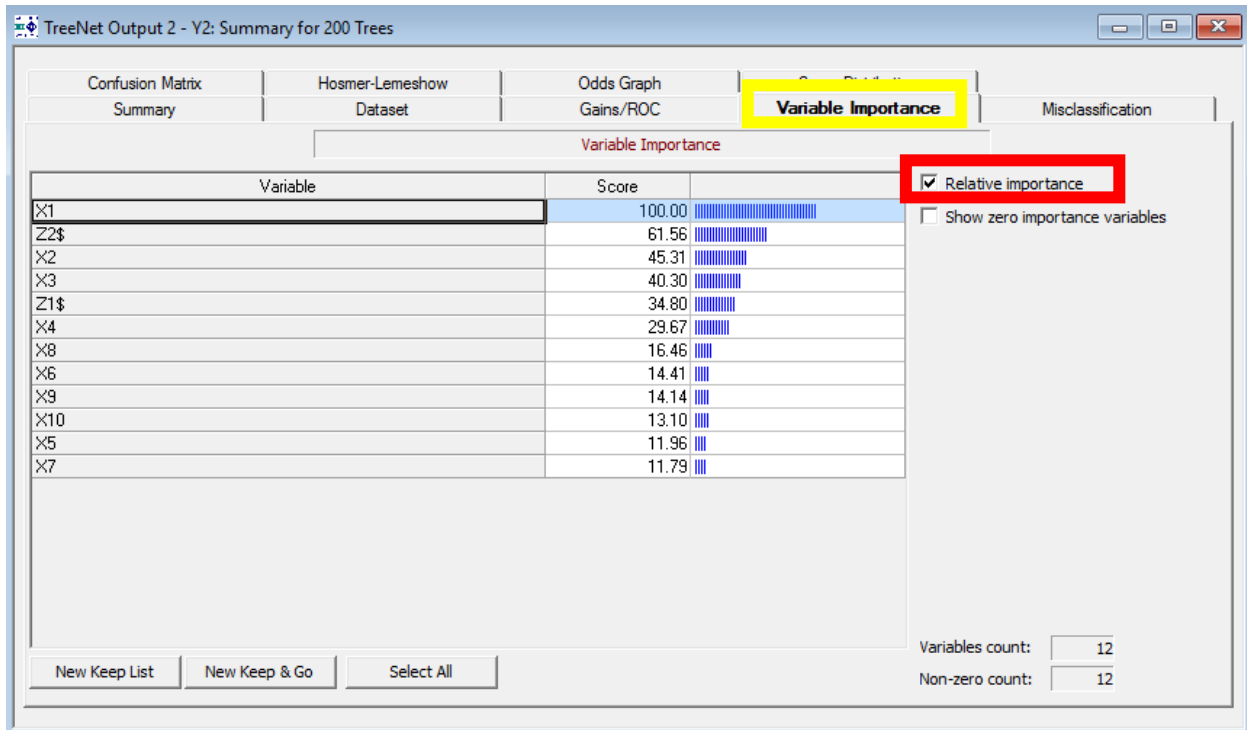 TreeNet Output 2 - Y2: Summary for 200 Trees
Confusion Matrix Hosmer-Lemeshow Odds Graph
Summary Dataset Gains/ROC Variable Importance Misclassification
Variable Importance
Variable Score
Relative importance
X1 100.00
Show zero importance variables
Z2$ 61.56
X2 45.31
X3 40.30
Z1$ 34.80
X4 29.67
X8 16.46
X6 14.41
X9 14.14
X10 13.10
X5 11.96
X7 11.79
Variables count: 12
New Keep List New Keep & Go Select All
Non-zero count: 12